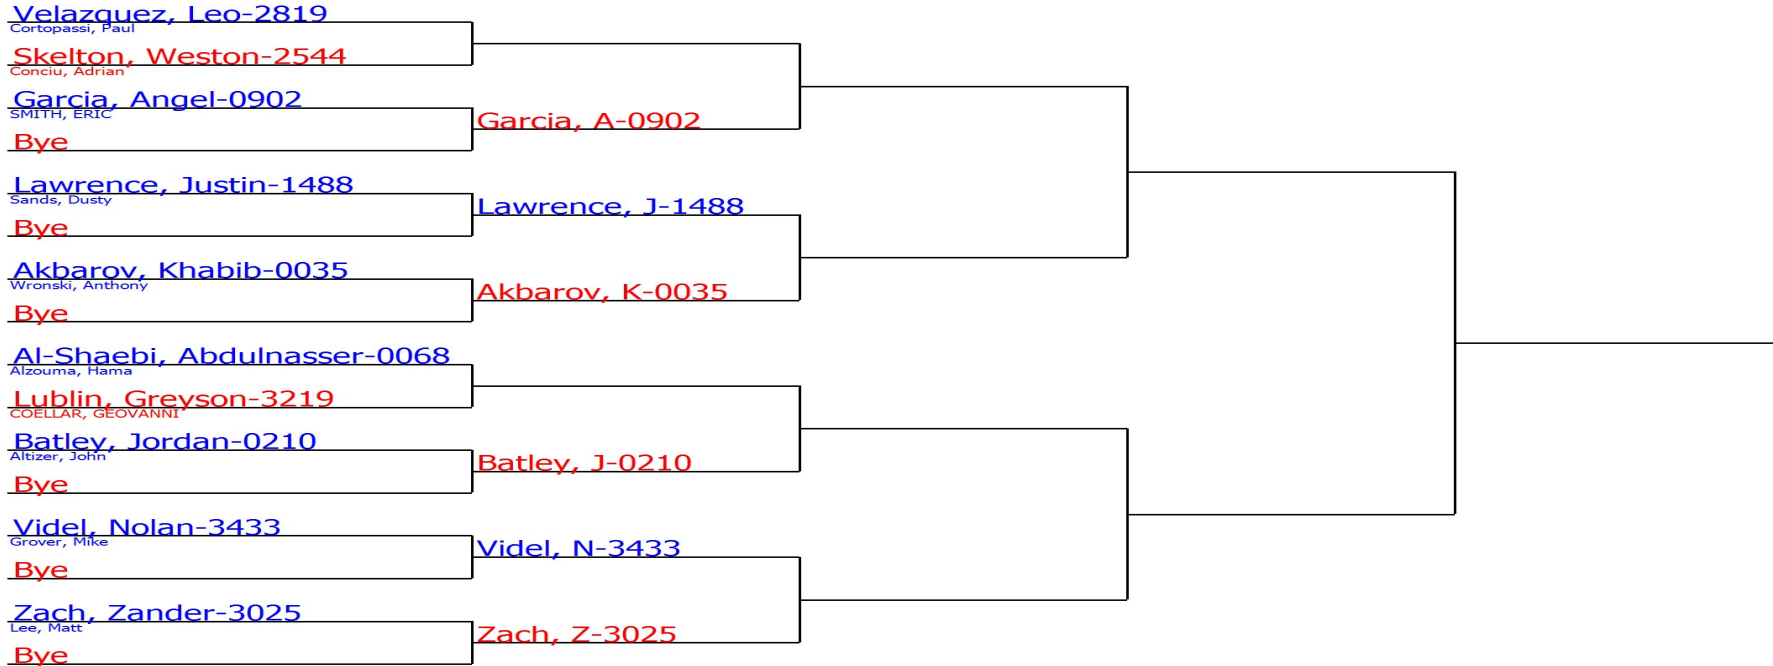 Velazquez, Leo-2819
Cortopassi, Paul
Skelton, Weston-2544
Conciu, Adrian
Garcia, Angel-0902
SMITH, ERIC
Garcia, A-0902
Bye
Lawrence, Justin-1488
Sands, Dusty
Lawrence, J-1488
Bye
Akbarov, Khabib-0035
Wronski, Anthony
Akbarov, K-0035
Bye
Al-Shaebi, Abdulnasser-0068
Alzouma, Hama
Lublin, Greyson-3219
COELLAR, GEOVANNI
Batley, Jordan-0210
Altizer, John
Batley, J-0210
Bye
Videl, Nolan-3433
Grover, Mike
Videl, N-3433
Bye
Zach, Zander-3025
Lee, Matt
Zach, Z-3025
Bye